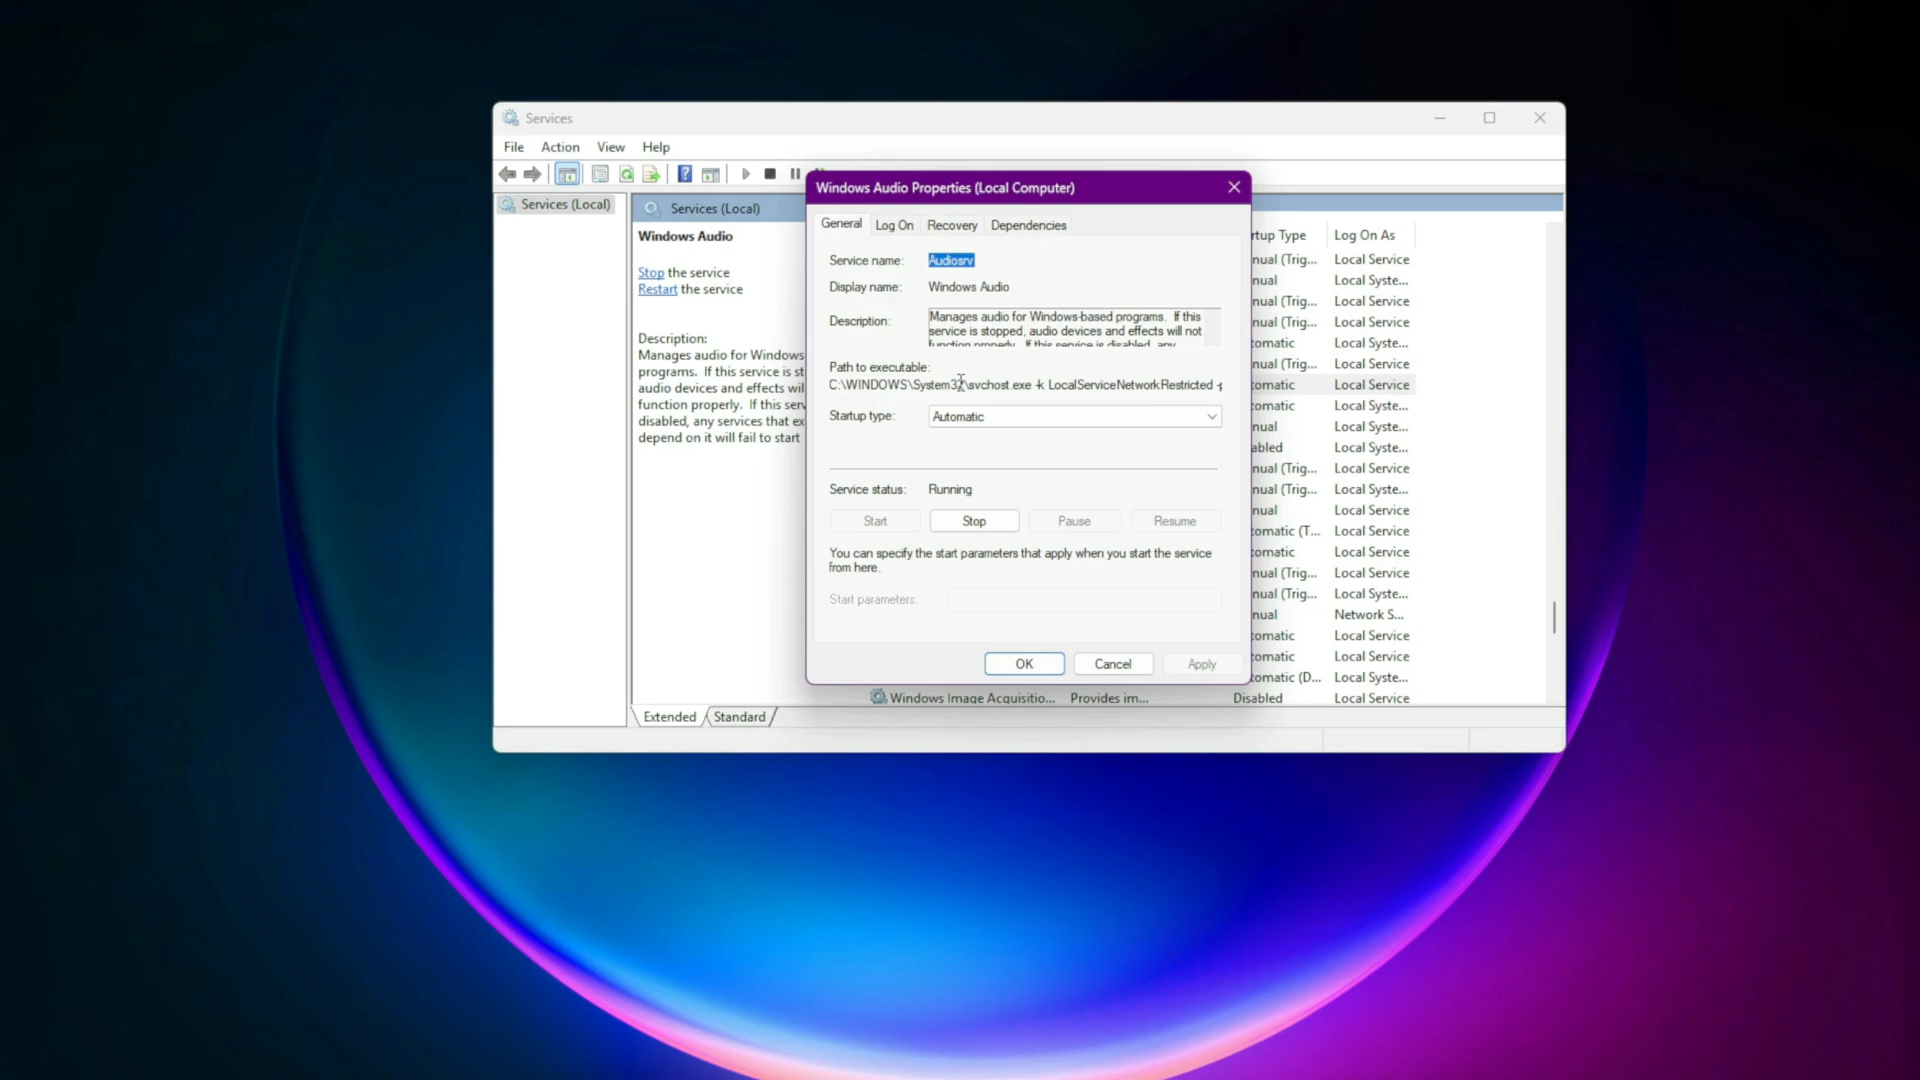 Services
File Action View Help
Services (Local)
Services (Local)
Windows Audio
Stop the service
Restart the service
Description:
Manages audio for Windows
programs. If this service is st
audio devices and effects wil
function properly. If this serv
disabled, any services that ex
depend on it will fail to start
Windows Audio Properties (Local Computer)
General Log On Recovery Dependencies
Service name: Audiosrv
Display name: Windows Audio
Description: Manages audio for Windows-based programs. If this
service is stopped, audio devices and effects will not
function properly. If this service is disabled, any
Path to executable:
C:\WINDOWS\System32\svchost.exe -k LocalServiceNetworkRestricted -p
Startup type: Automatic
Service status: Running
Start Stop Pause Resume
You can specify the start parameters that apply when you start the service
from here.
Start parameters:
OK Cancel Apply
rtup Type Log On As
nual (Trig... Local Service
nual Local Syste...
nual (Trig... Local Service
nual (Trig... Local Syste...
tomatic Local Service
nual (Trig... Local Service
tomatic Local Service
tomatic Local Syste...
nual Local Syste...
abled Local Syste...
nual (Trig... Local Service
nual (Trig... Local Syste...
nual Local Service
tomatic (T... Local Service
tomatic Local Service
nual (Trig... Local Service
nual (Trig... Local Syste...
nual Network S...
tomatic Local Service
tomatic Local Service
tomatic (D... Local Syste...
Windows Image Acquisitio... Provides im... Disabled Local Service
Extended Standard